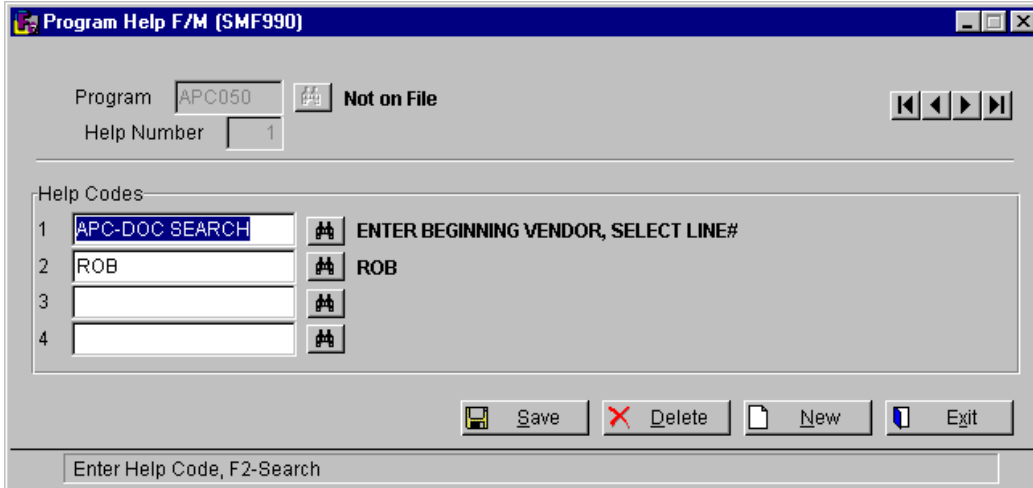 Program Help F/M (SMF990)
Program APC050 Not on File
Help Number 1
Help Codes
1 APC-DOC SEARCH ENTER BEGINNING VENDOR, SELECT LINE#
2 ROB ROB
3
4
Save Delete New Exit
Enter Help Code, F2-Search